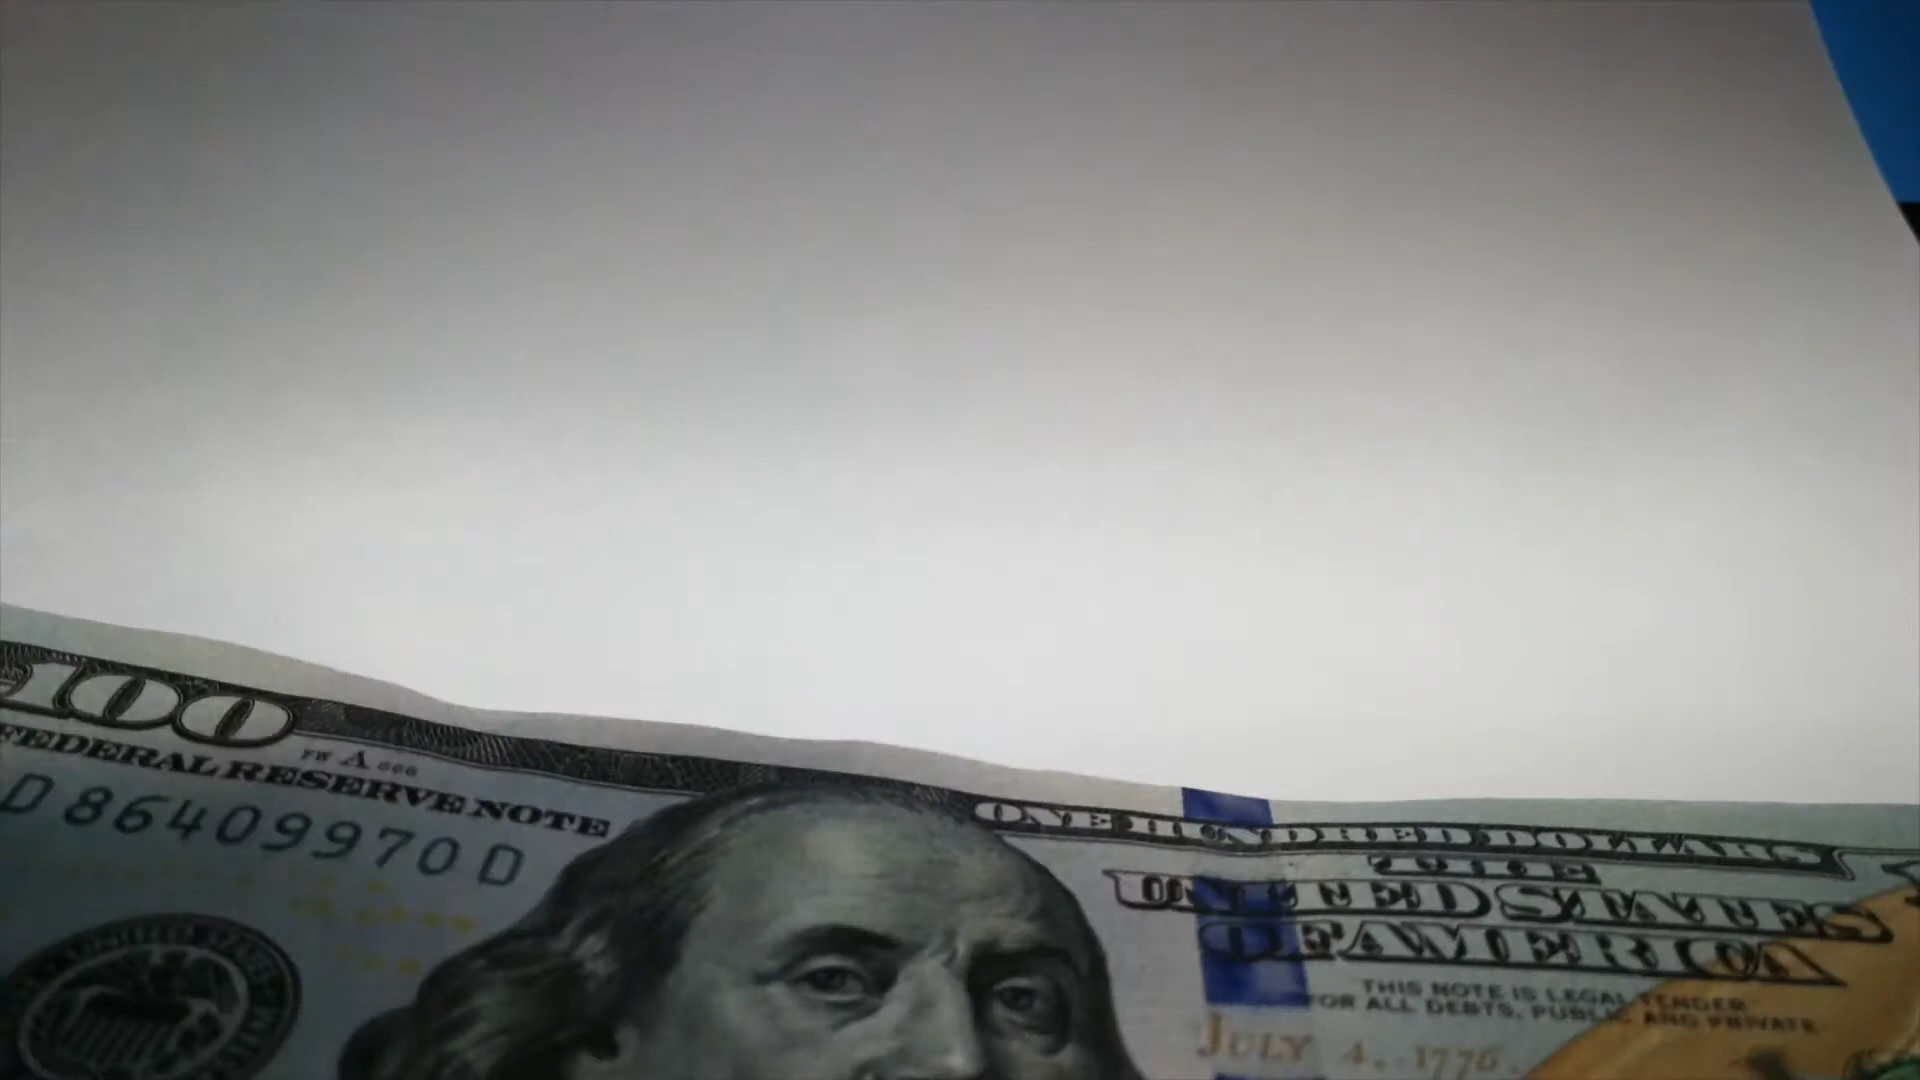 100
FW A 666
FEDERAL RESERVE NOTE
D 86409970 D
ONE HUNDRED DOLLARS
THE
UNITED STATES
OF AMERICA
THIS NOTE IS LEGAL TENDER
FOR ALL DEBTS, PUBLIC AND PRIVATE
JULY 4, 1776.